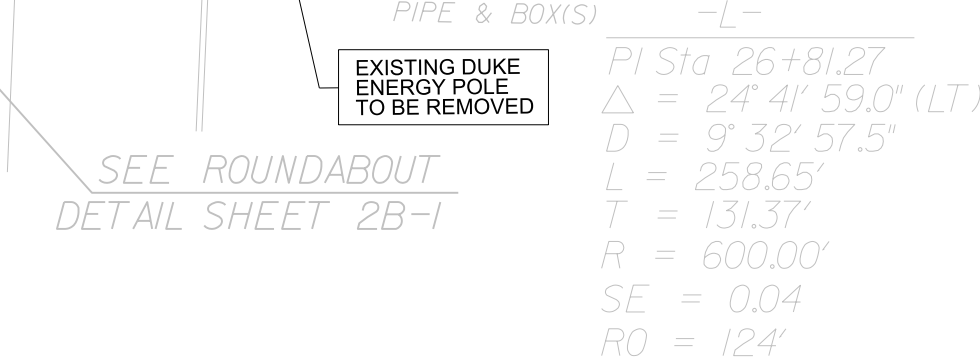 PIPE & BOX(S)
EXISTING DUKE
ENERGY POLE
TO BE REMOVED
SEE ROUNDABOUT
DETAIL SHEET 2B-1
-L-
PI Sta 26+81.27
△ = 24° 41' 59.0" (LT)
D = 9° 32' 57.5"
L = 258.65'
T = 131.37'
R = 600.00'
SE = 0.04
RO = 124'